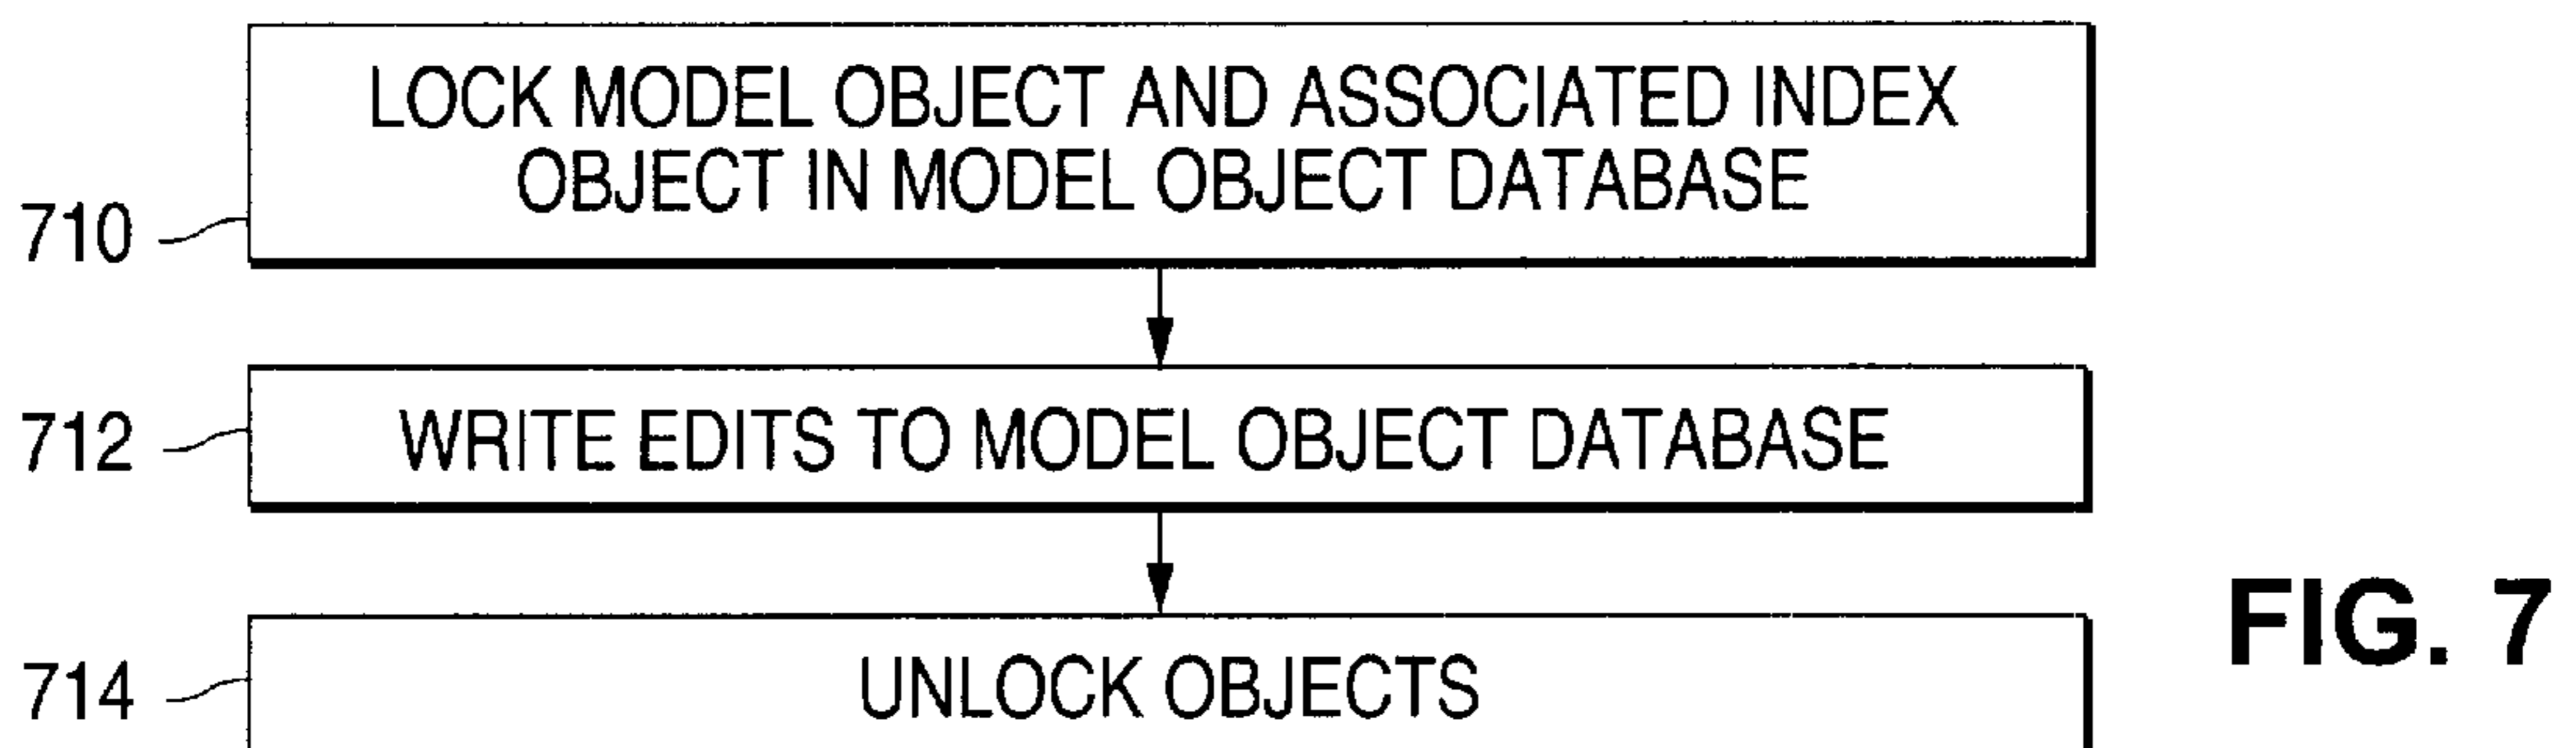 LOCK MODEL OBJECT AND ASSOCIATED INDEX
OBJECT IN MODEL OBJECT DATABASE
710
712
WRITE EDITS TO MODEL OBJECT DATABASE
714
UNLOCK OBJECTS
FIG. 7